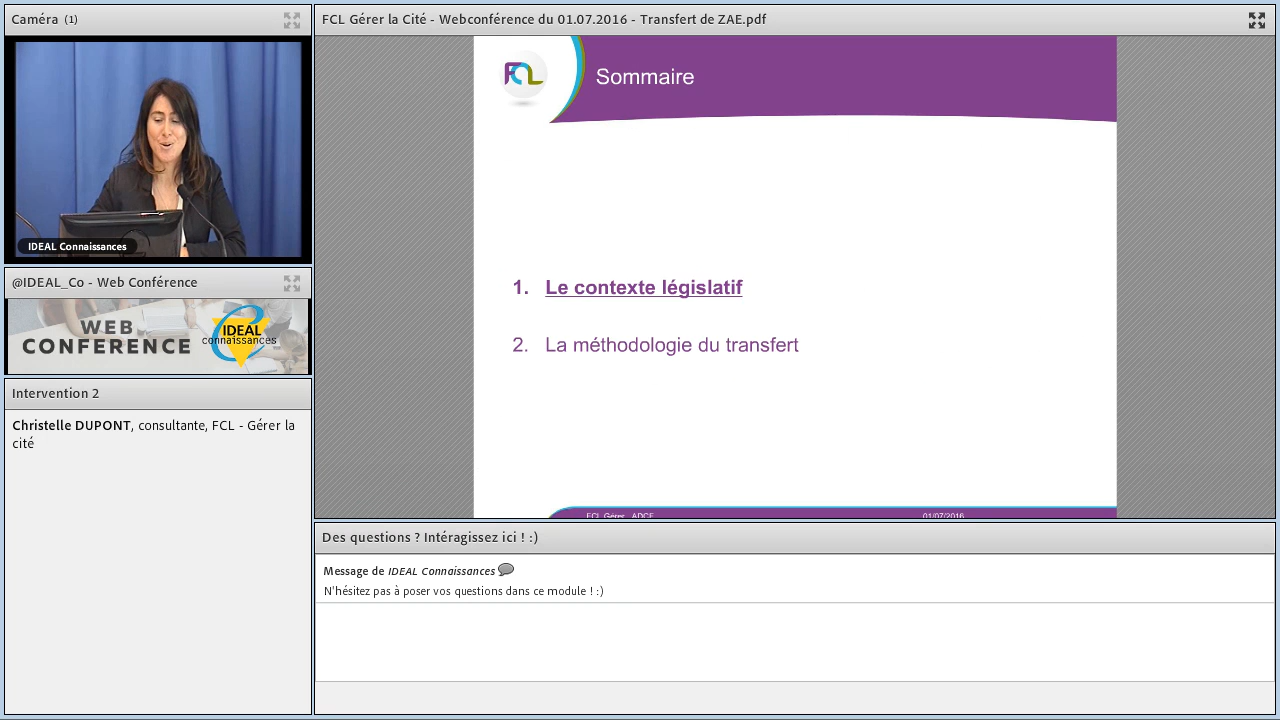 Caméra (1)
IDEAL Connaissances
@IDEAL_Co - Web Conférence
WEB
CONFERENCE
IDEAL
connaissances
Intervention 2
Christelle DUPONT, consultante, FCL - Gérer la
cité
FCL Gérer la Cité - Webconférence du 01.07.2016 - Transfert de ZAE.pdf
FCL
Sommaire
1. Le contexte législatif
2. La méthodologie du transfert
FCL Gérer ADCF 01/07/2016
Des questions ? Intéragissez ici ! :)
Message de IDEAL Connaissances
N'hésitez pas à poser vos questions dans ce module ! :)